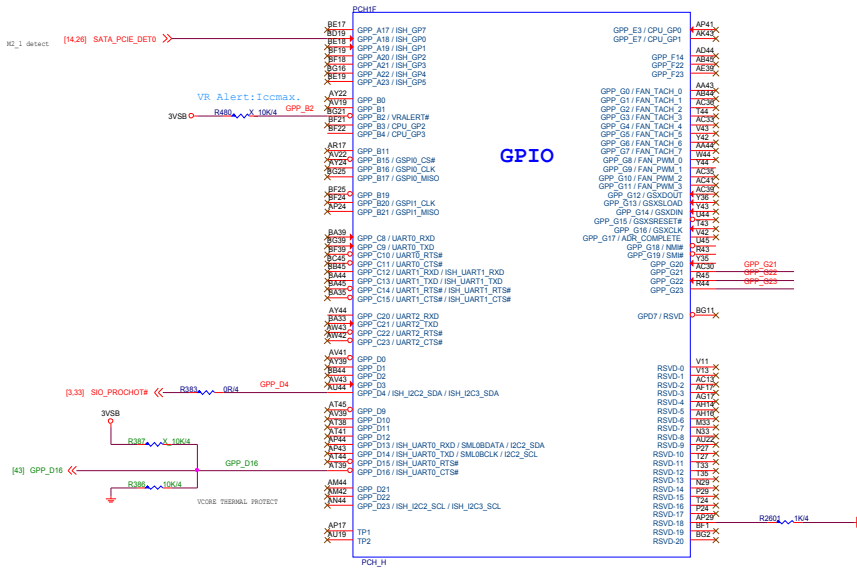 PCH1F
BE17 GPP_A17 / ISH_GP7
[14,26] SATA_PCIE_DET0 BD19 GPP_A18 / ISH_GP0
M2_1 detect
BE18 GPP_A19 / ISH_GP1
BF19 GPP_A20 / ISH_GP2
BF18 GPP_A21 / ISH_GP3
BG16 GPP_A22 / ISH_GP4
BE19 GPP_A23 / ISH_GP5
VR Alert:Iccmax.
AY22 GPP_B0
AV19 GPP_B1
3VSB R480 X_10K/4 GPP_B2 BG21 GPP_B2 / VRALERT#
BF21 GPP_B3 / CPU_GP2
BF22 GPP_B4 / CPU_GP3
AR17 GPP_B11
AV22 GPP_B15 / GSPI0_CS#
AY24 GPP_B16 / GSPI0_CLK
BG25 GPP_B17 / GSPI0_MISO
BF25 GPP_B19
BF24 GPP_B20 / GSPI1_CLK
AP24 GPP_B21 / GSPI1_MISO
BA39 GPP_C8 / UART0_RXD
BG39 GPP_C9 / UART0_TXD
BF39 GPP_C10 / UART0_RTS#
BC45 GPP_C11 / UART0_CTS#
BB45 GPP_C12 / UART1_RXD / ISH_UART1_RXD
BA44 GPP_C13 / UART1_TXD / ISH_UART1_TXD
BA45 GPP_C14 / UART1_RTS# / ISH_UART1_RTS#
BA35 GPP_C15 / UART1_CTS# / ISH_UART1_CTS#
AY44 GPP_C20 / UART2_RXD
BA33 GPP_C21 / UART2_TXD
AW43 GPP_C22 / UART2_RTS#
AW42 GPP_C23 / UART2_CTS#
AV41 GPP_D0
AY39 GPP_D1
BB44 GPP_D2
AV43 GPP_D3
[3,33] SIO_PROCHOT# R383 0R/4 GPP_D4 AU44 GPP_D4 / ISH_I2C2_SDA / ISH_I2C3_SDA
AT45 GPP_D9
AV39 GPP_D10
AT38 GPP_D11
AT41 GPP_D12
AP44 GPP_D13 / ISH_UART0_RXD / SML0BDATA / I2C2_SDA
AP43 GPP_D14 / ISH_UART0_TXD / SML0BCLK / I2C2_SCL
AT44 GPP_D15 / ISH_UART0_RTS#
3VSB
R387 X_10K/4
[43] GPP_D16 GPP_D16 AT39 GPP_D16 / ISH_UART0_CTS#
R386 10K/4
VCORE THERMAL PROTECT
AM44 GPP_D21
AM42 GPP_D22
AN44 GPP_D23 / ISH_I2C2_SCL / ISH_I2C3_SCL
AP17 TP1
AU19 TP2
GPIO
GPP_E3 / CPU_GP0 AP41
GPP_E7 / CPU_GP1 AK43
GPP_F14 AD44
GPP_F22 AB45
GPP_F23 AE39
GPP_G0 / FAN_TACH_0 AA43
GPP_G1 / FAN_TACH_1 AB44
GPP_G2 / FAN_TACH_2 AC36
GPP_G3 / FAN_TACH_3 T44
GPP_G4 / FAN_TACH_4 AC33
GPP_G5 / FAN_TACH_5 V43
GPP_G6 / FAN_TACH_6 Y42
GPP_G7 / FAN_TACH_7 AA44
GPP_G8 / FAN_PWM_0 W44
GPP_G9 / FAN_PWM_1 Y44
GPP_G10 / FAN_PWM_2 AC35
GPP_G11 / FAN_PWM_3 AC41
GPP_G12 / GSXDOUT AC39
GPP_G13 / GSXSLOAD Y36
GPP_G14 / GSXDIN Y43
GPP_G15 / GSXSRESET# U44
GPP_G16 / GSXCLK T43
GPP_G17 / ADR_COMPLETE V42
GPP_G18 / NMI# U45
GPP_G19 / SMI# R43
GPP_G20 Y35
GPP_G21 AC30 GPP_G21
GPP_G22 R45 GPP_G22
GPP_G23 R44 GPP_G23
GPD7 / RSVD BG11
RSVD-0 V11
RSVD-1 V13
RSVD-2 AC13
RSVD-3 AF17
RSVD-4 AG17
RSVD-5 AH14
RSVD-6 AH16
RSVD-7 M33
RSVD-8 N33
RSVD-9 AU22
RSVD-10 P27
RSVD-11 T27
RSVD-12 T33
RSVD-13 T35
RSVD-14 N29
RSVD-15 P29
RSVD-16 T24
RSVD-17 P24
RSVD-18 AP29 R2601 1K/4
RSVD-19 BF1
RSVD-20 BG2
PCH_H